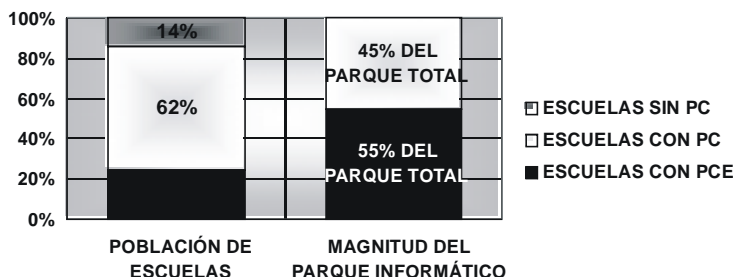 100%
80%
60%
40%
20%
0%
14%
62%
45% DEL
PARQUE TOTAL
55% DEL
PARQUE TOTAL
POBLACIÓN DE
ESCUELAS
MAGNITUD DEL
PARQUE INFORMÁTICO
ESCUELAS SIN PC
ESCUELAS CON PC
ESCUELAS CON PCE